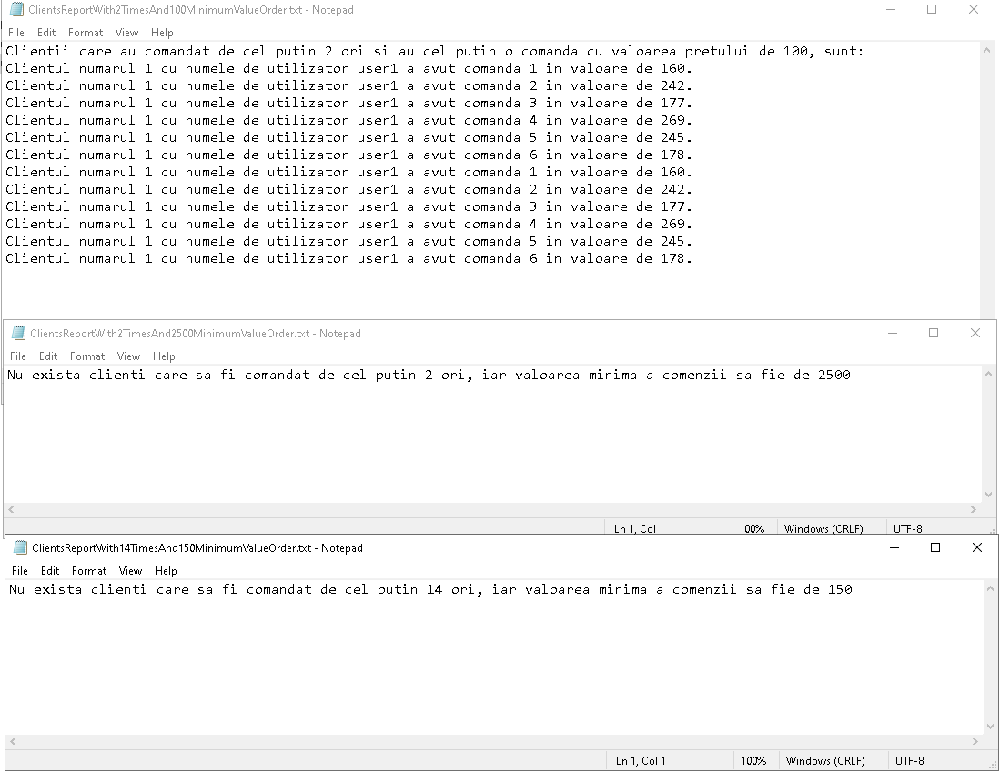 ClientsReportWith2TimesAnd100MinimumValueOrder.txt - Notepad
File Edit Format View Help
Clientii care au comandat de cel putin 2 ori si au cel putin o comanda cu valoarea pretului de 100, sunt:
Clientul numarul 1 cu numele de utilizator user1 a avut comanda 1 in valoare de 160.
Clientul numarul 1 cu numele de utilizator user1 a avut comanda 2 in valoare de 242.
Clientul numarul 1 cu numele de utilizator user1 a avut comanda 3 in valoare de 177.
Clientul numarul 1 cu numele de utilizator user1 a avut comanda 4 in valoare de 269.
Clientul numarul 1 cu numele de utilizator user1 a avut comanda 5 in valoare de 245.
Clientul numarul 1 cu numele de utilizator user1 a avut comanda 6 in valoare de 178.
Clientul numarul 1 cu numele de utilizator user1 a avut comanda 1 in valoare de 160.
Clientul numarul 1 cu numele de utilizator user1 a avut comanda 2 in valoare de 242.
Clientul numarul 1 cu numele de utilizator user1 a avut comanda 3 in valoare de 177.
Clientul numarul 1 cu numele de utilizator user1 a avut comanda 4 in valoare de 269.
Clientul numarul 1 cu numele de utilizator user1 a avut comanda 5 in valoare de 245.
Clientul numarul 1 cu numele de utilizator user1 a avut comanda 6 in valoare de 178.
ClientsReportWith2TimesAnd2500MinimumValueOrder.txt - Notepad
File Edit Format View Help
Nu exista clienti care sa fi comandat de cel putin 2 ori, iar valoarea minima a comenzii sa fie de 2500
Ln 1, Col 1 100% Windows (CRLF) UTF-8
ClientsReportWith14TimesAnd150MinimumValueOrder.txt - Notepad
File Edit Format View Help
Nu exista clienti care sa fi comandat de cel putin 14 ori, iar valoarea minima a comenzii sa fie de 150
Ln 1, Col 1 100% Windows (CRLF) UTF-8